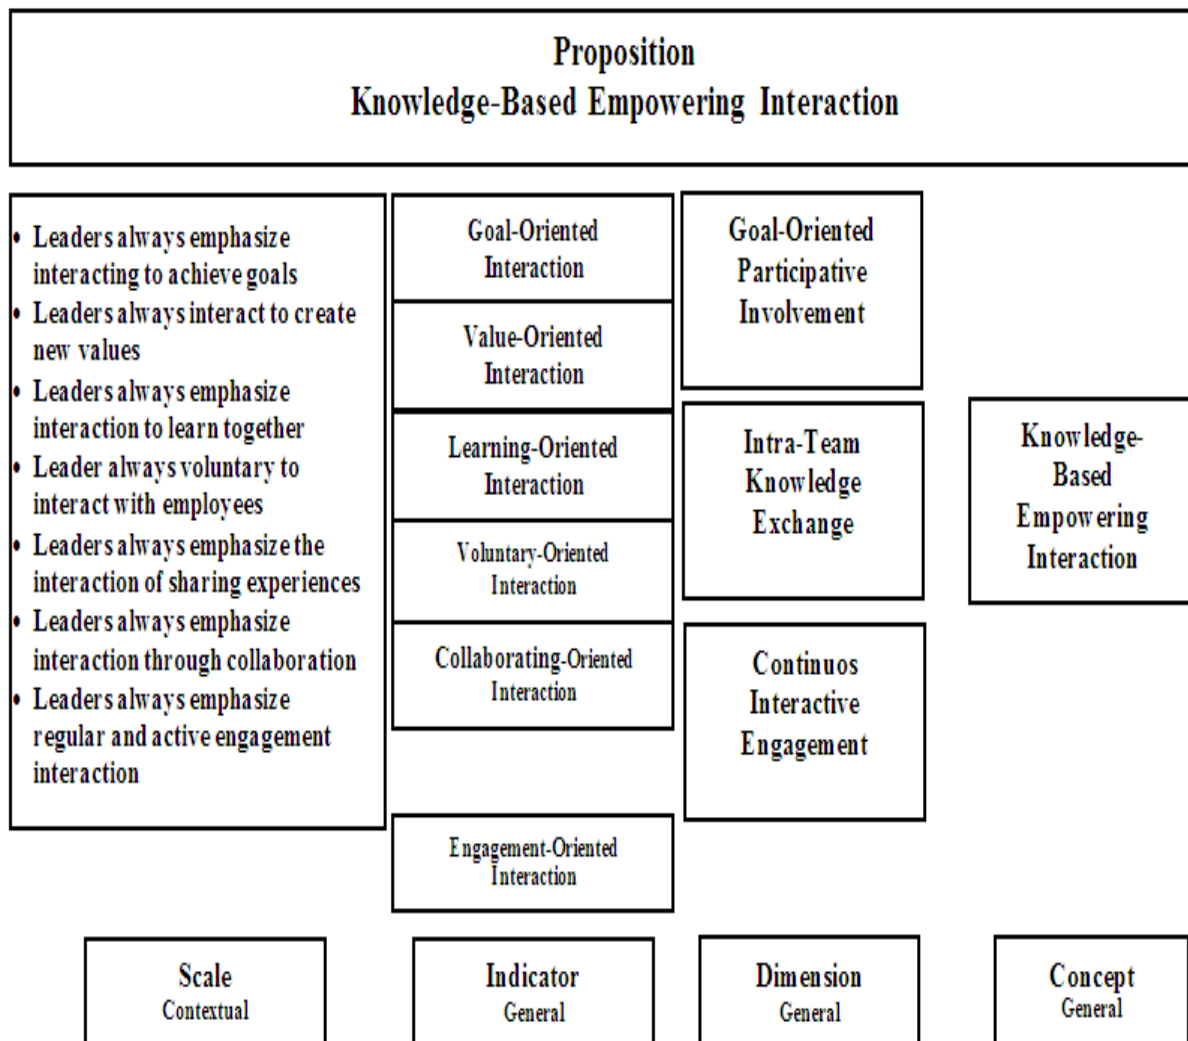 Proposition
Knowledge-Based Empowering Interaction
• Leaders always emphasize
interacting to achieve goals
• Leaders always interact to create
new values
• Leaders always emphasize
interaction to learn together
• Leader always voluntary to
interact with employees
• Leaders always emphasize the
interaction of sharing experiences
• Leaders always emphasize
interaction through collaboration
• Leaders always emphasize
regular and active engagement
interaction
Goal-Oriented
Interaction
Value-Oriented
Interaction
Learning-Oriented
Interaction
Voluntary-Oriented
Interaction
Collaborating-Oriented
Interaction
Engagement-Oriented
Interaction
Goal-Oriented
Participative
Involvement
Intra-Team
Knowledge
Exchange
Continuos
Interactive
Engagement
Knowledge-
Based
Empowering
Interaction
Scale
Contextual
Indicator
General
Dimension
General
Concept
General